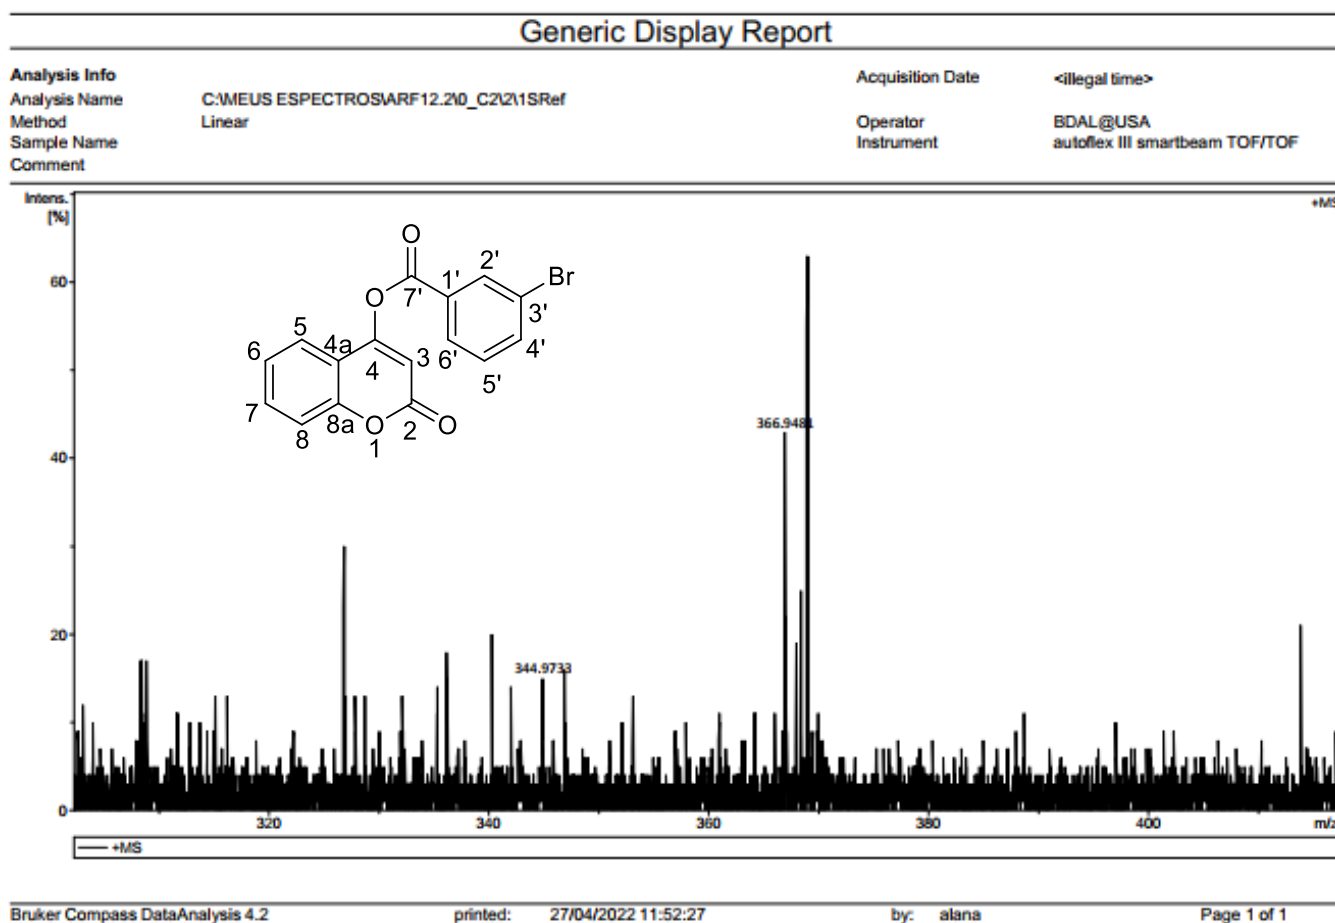 Generic Display Report
Analysis Info
Acquisition Date <illegal time>
Analysis Name C:\MEUS ESPECTROS\ARF12.2\0_C2\2\1SRef
Method Linear
Operator BDAL@USA
Sample Name
Instrument autoflex III smartbeam TOF/TOF
Comment
Intens.
[%]
+MS
O
2'
Br
1'
7'
3'
O
5
4a
6'
4'
6
3
4
5'
7
8a
O
2
O
8
1
366.9481
344.9733
60
40
20
0
320 340 360 380 400 m/z
+MS
Bruker Compass DataAnalysis 4.2 printed: 27/04/2022 11:52:27 by: alana Page 1 of 1